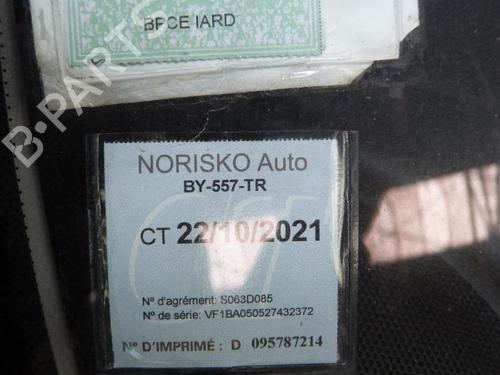 BPCE IARD
B-PARTS
NORISKO Auto
BY-557-TR
CT 22/10/2021
N° d'agrément: S063D085
N° de série: VF1BA050527432372
N° D'IMPRIMÉ : D 095787214